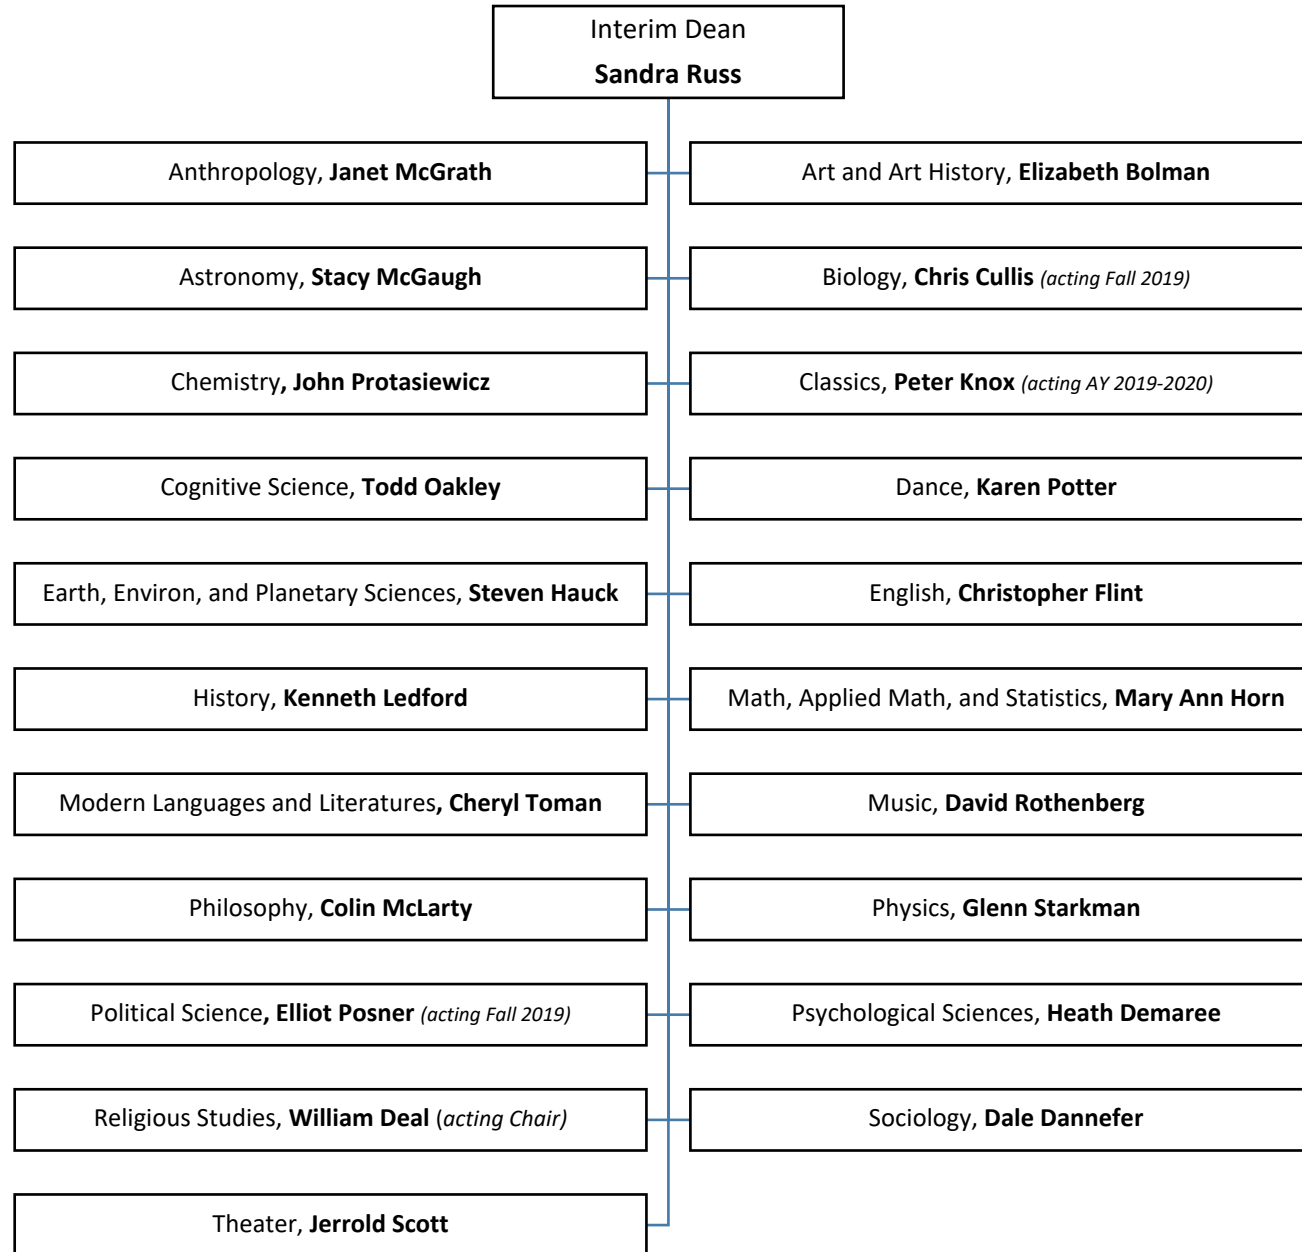 Interim Dean
Sandra Russ
Anthropology, Janet McGrath
Art and Art History, Elizabeth Bolman
Astronomy, Stacy McGaugh
Biology, Chris Cullis (acting Fall 2019)
Chemistry, John Protasiewicz
Classics, Peter Knox (acting AY 2019-2020)
Cognitive Science, Todd Oakley
Dance, Karen Potter
Earth, Environ, and Planetary Sciences, Steven Hauck
English, Christopher Flint
History, Kenneth Ledford
Math, Applied Math, and Statistics, Mary Ann Horn
Modern Languages and Literatures, Cheryl Toman
Music, David Rothenberg
Philosophy, Colin McLarty
Physics, Glenn Starkman
Political Science, Elliot Posner (acting Fall 2019)
Psychological Sciences, Heath Demaree
Religious Studies, William Deal (acting Chair)
Sociology, Dale Dannefer
Theater, Jerrold Scott